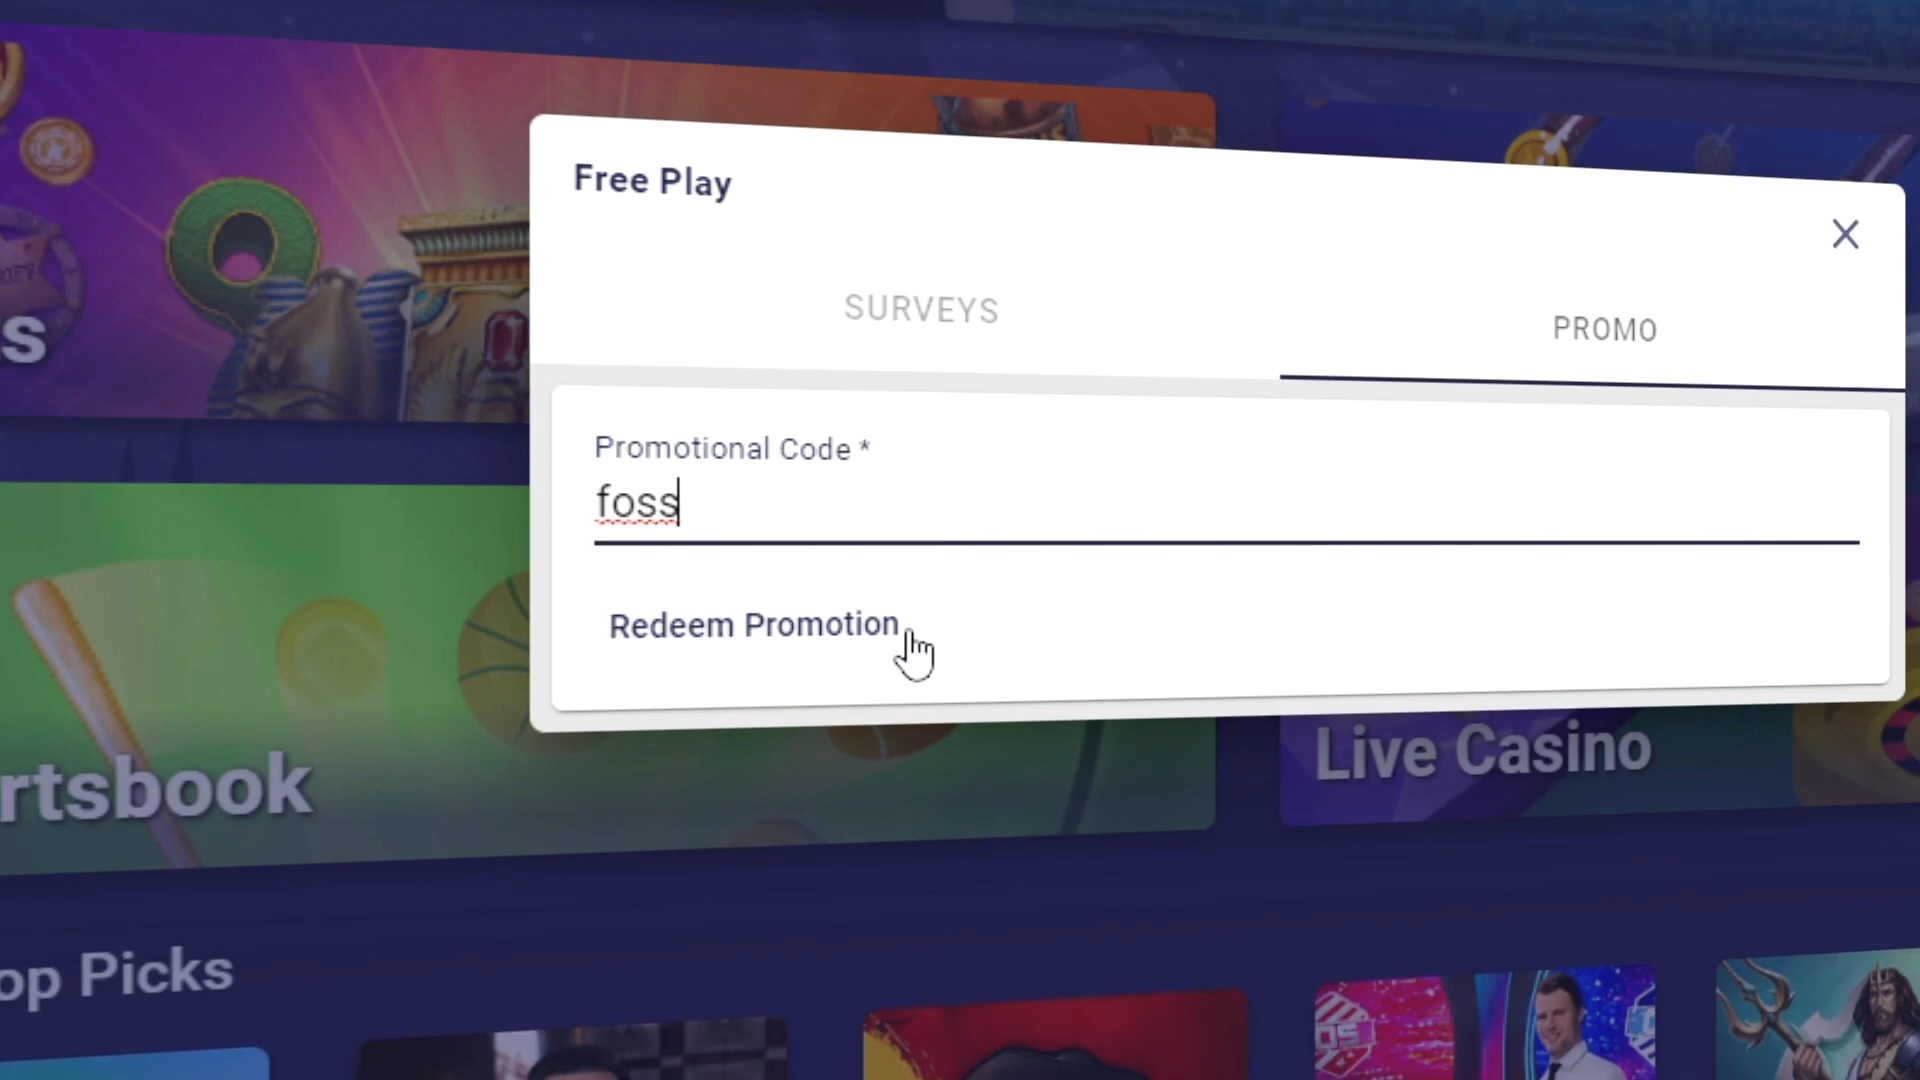 Free Play
SURVEYS
PROMO
Promotional Code *
foss
Redeem Promotion
s
rtsbook
Live Casino
op Picks